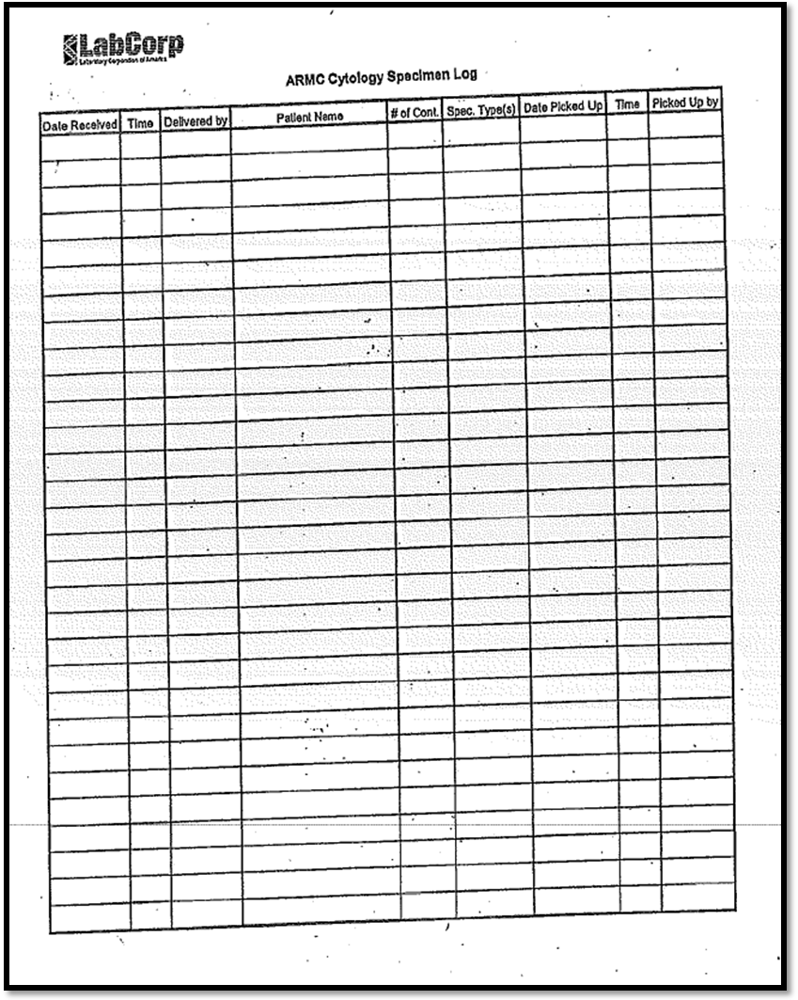 LabCorp
Laboratory Corporation of America
ARMC Cytology Specimen Log
Date Received Time Delivered by Patient Name # of Cont. Spec. Type(s) Date Picked Up Time Picked Up by